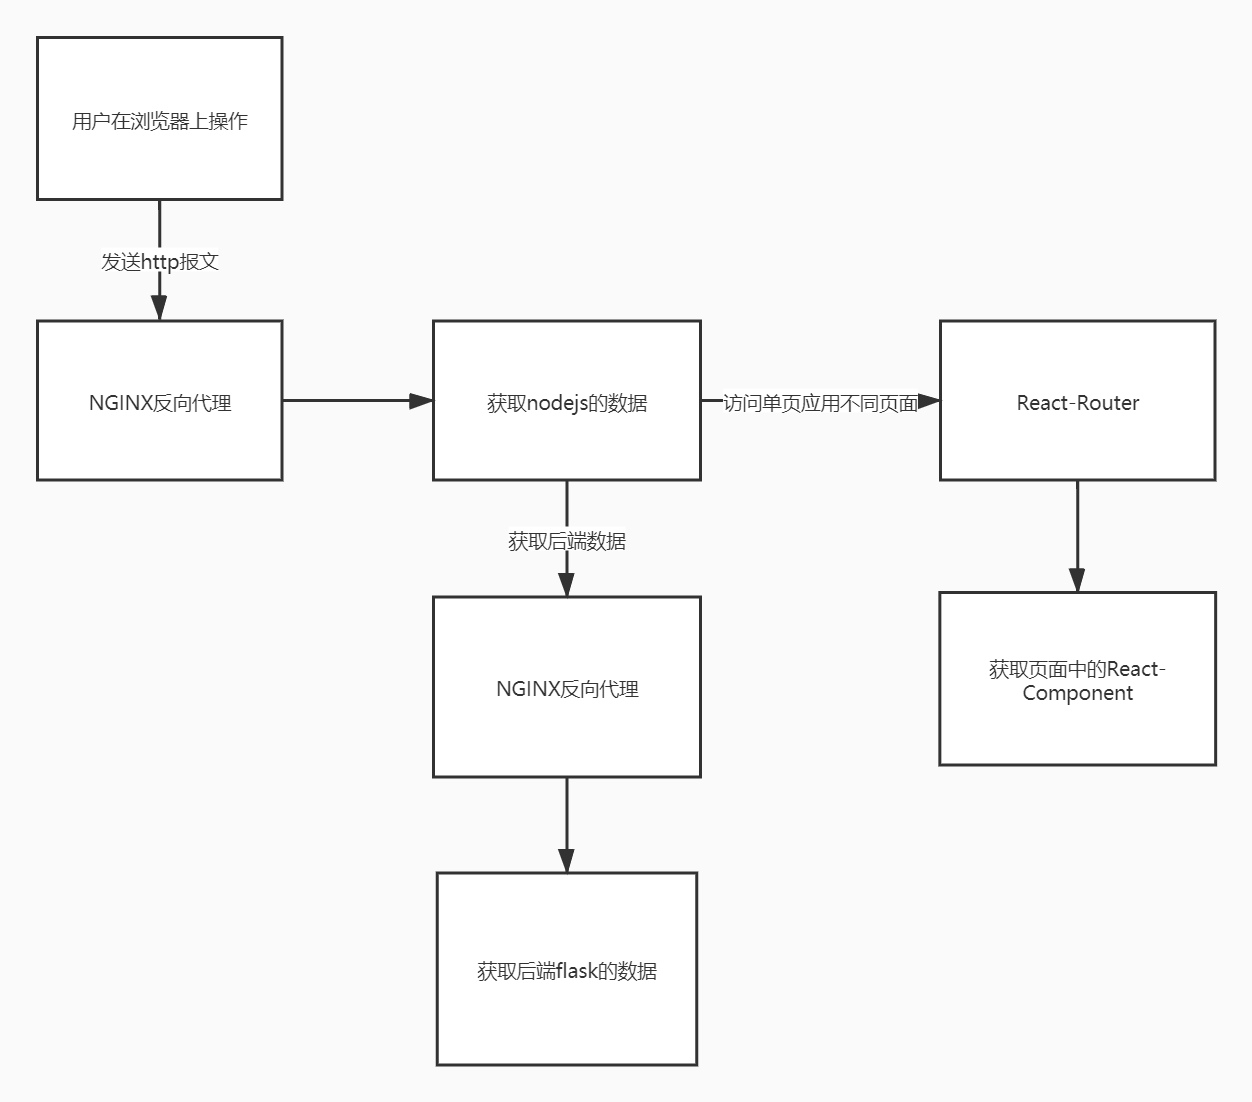 用户在浏览器上操作
发送http报文
NGINX反向代理
获取nodejs的数据
访问单页应用不同页面
React-Router
获取后端数据
NGINX反向代理
获取页面中的React-
Component
获取后端flask的数据